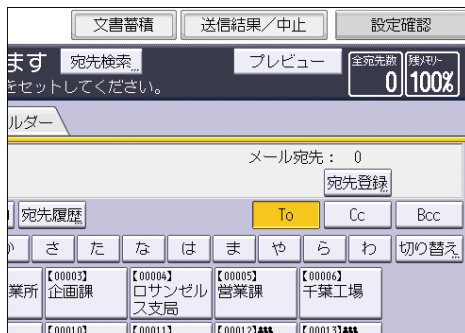 文書蓄積 送信結果／中止 設定確認
ます 宛先検索... プレビュー 全宛先数 残メモリー
をセットしてください。 0 100%
ルダー
メール宛先： 0
宛先登録...
宛先履歴 To Cc Bcc
か さ た な は ま や ら わ 切り替え
【00003】 【00004】 【00005】 【00006】
業所 企画課 ロサンゼル 営業課 千葉工場
ス支局
【00010】 【00011】 【00012】 【00013】